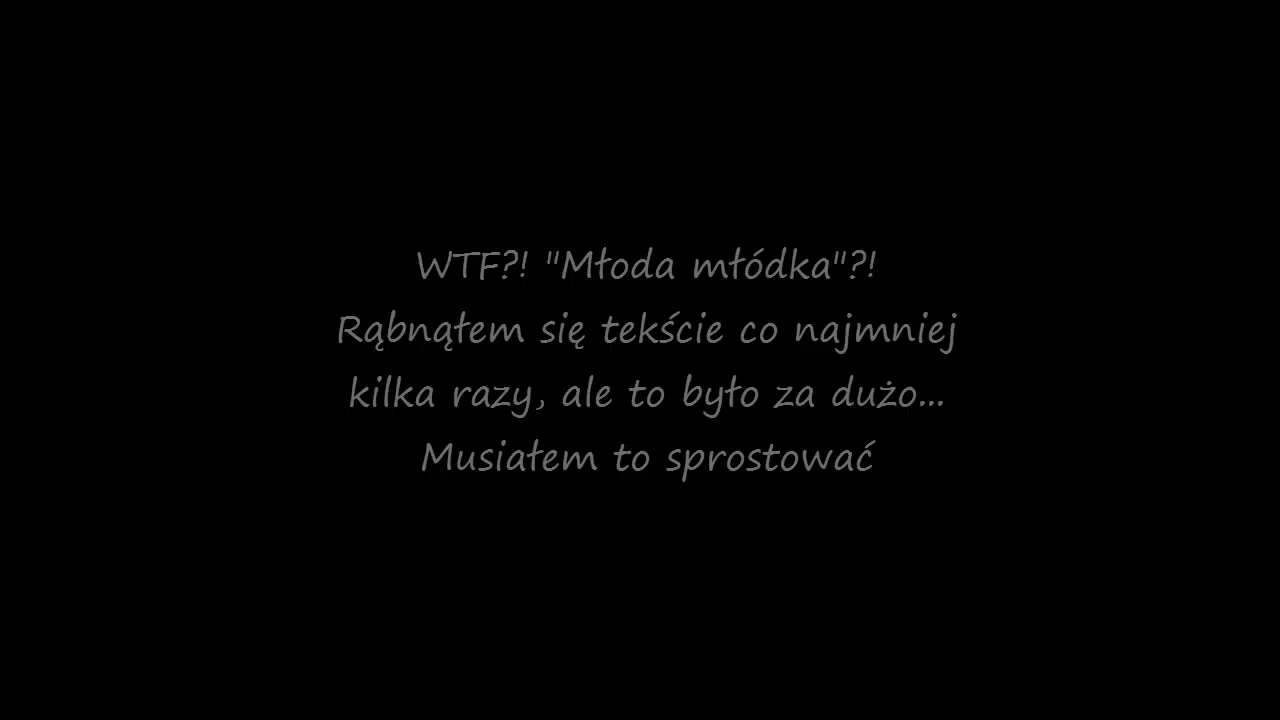 WTF?! "Młoda młódka"?!
Rąbnąłem się tekście co najmniej
kilka razy, ale to było za dużo...
Musiałem to sprostować